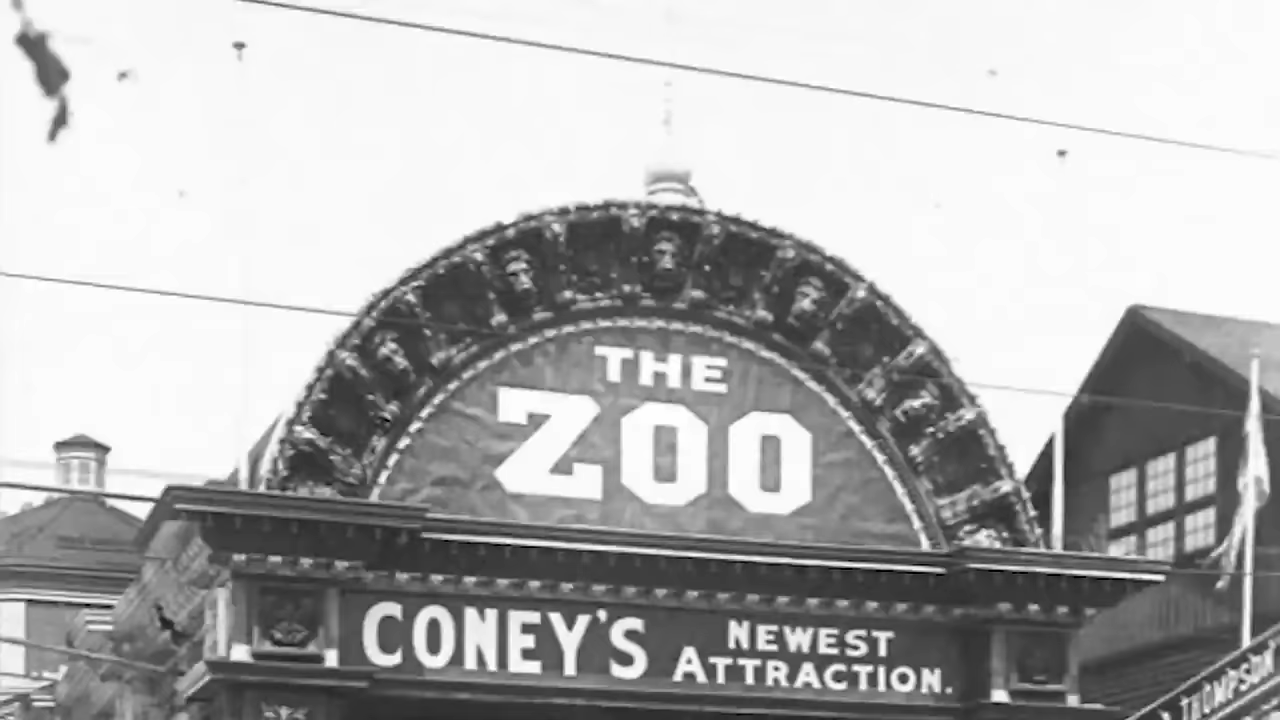 THE
ZOO
CONEY'S NEWEST
ATTRACTION.
THOMPSON